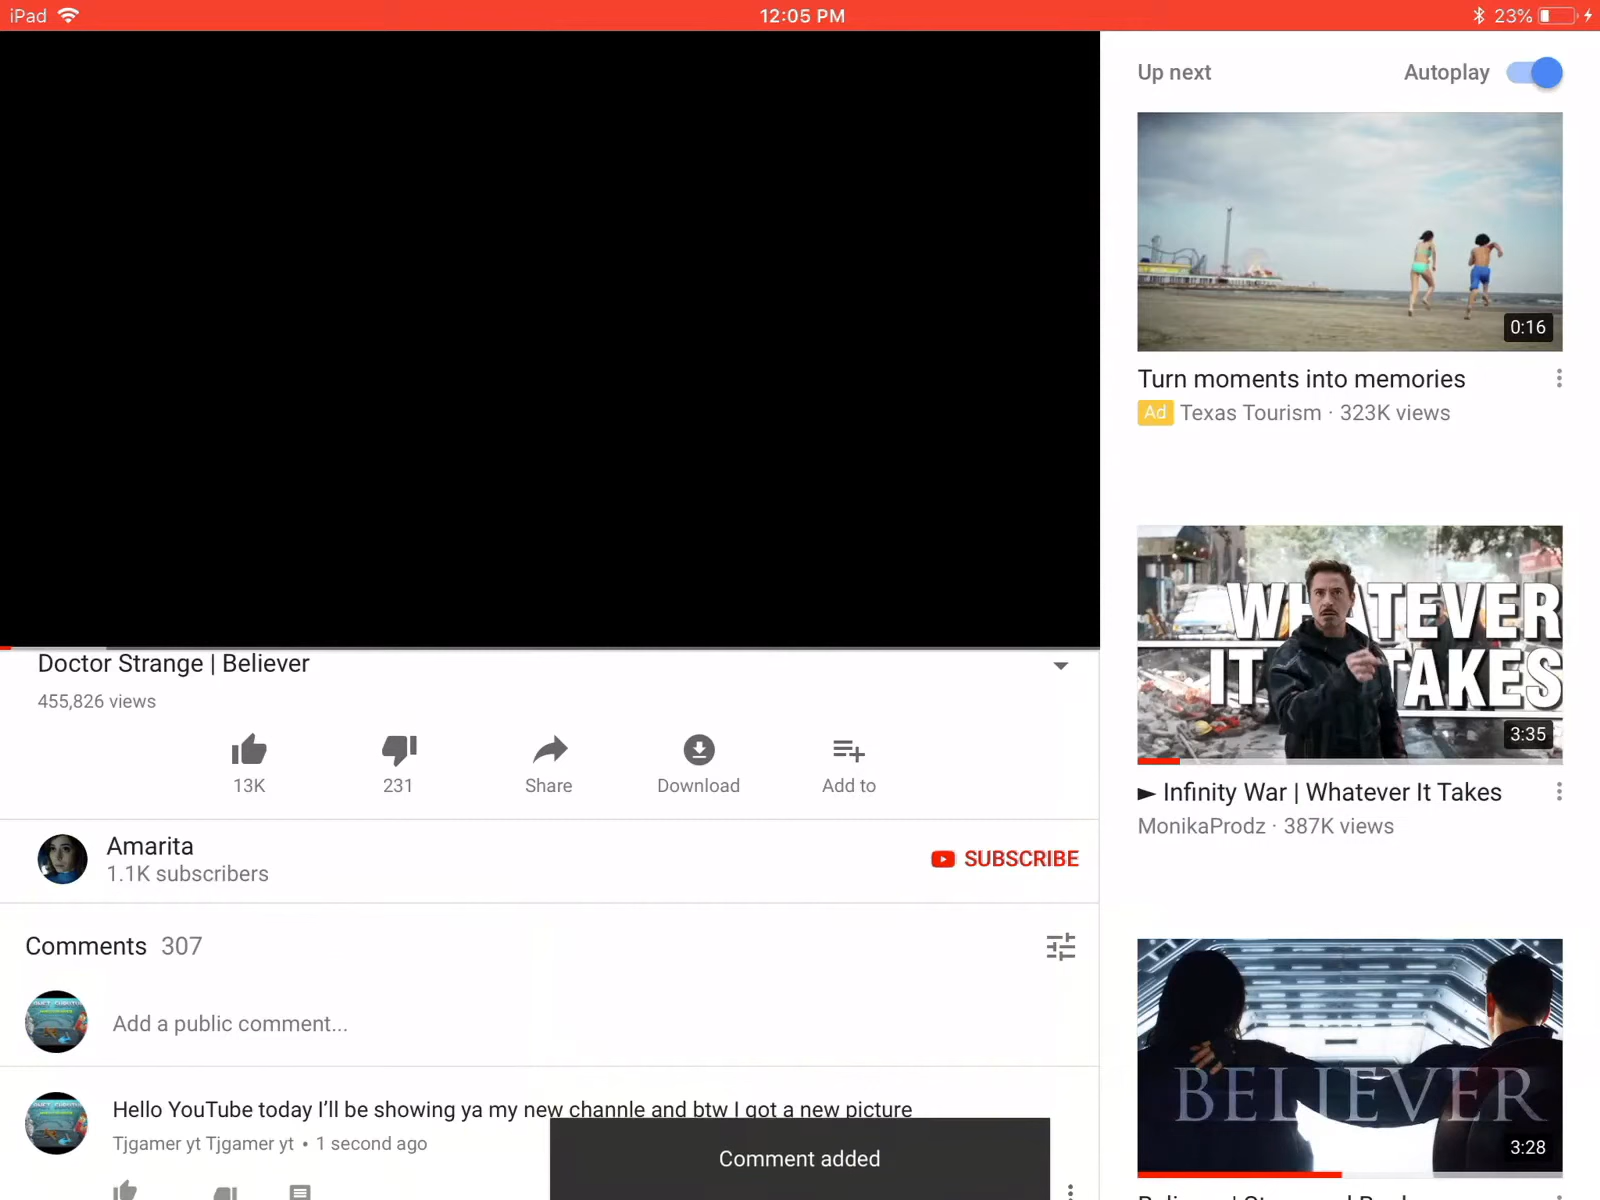 iPad
12:05 PM
23%
Up next
Autoplay
0:16
Turn moments into memories
Ad Texas Tourism · 323K views
WHATEVER
IT TAKES
3:35
► Infinity War | Whatever It Takes
MonikaProdz · 387K views
BELIEVER
3:28
Doctor Strange | Believer
455,826 views
13K
231
Share
Download
Add to
Amarita
1.1K subscribers
SUBSCRIBE
Comments 307
Add a public comment...
Hello YouTube today I’ll be showing ya my new channle and btw I got a new picture
Tjgamer yt Tjgamer yt • 1 second ago
Comment added